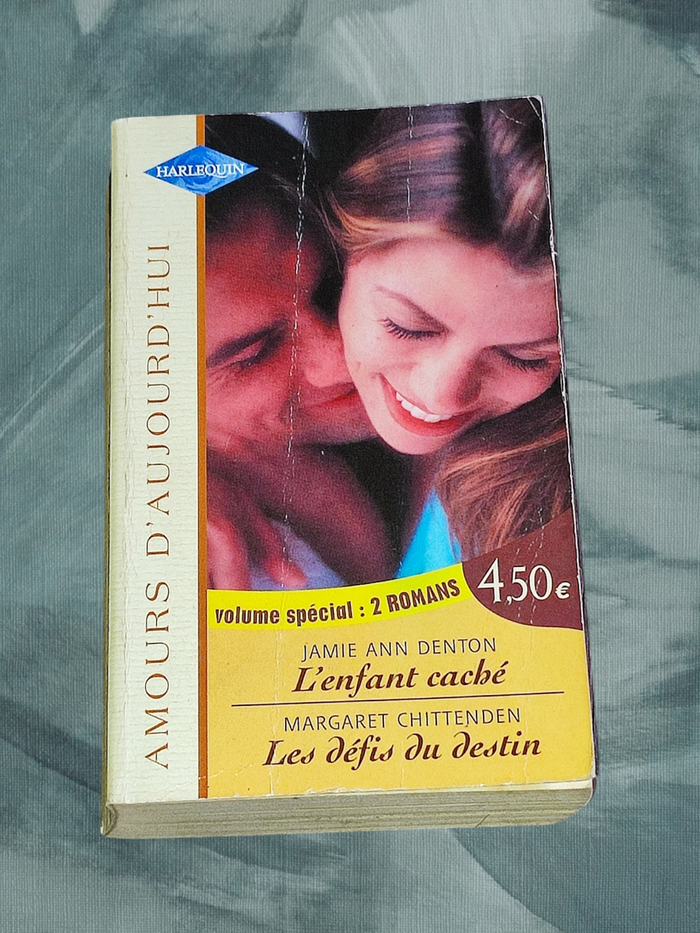 HARLEQUIN
AMOURS D'AUJOURD'HUI
volume spécial : 2 ROMANS
4,50€
JAMIE ANN DENTON
L'enfant caché
MARGARET CHITTENDEN
Les défis du destin